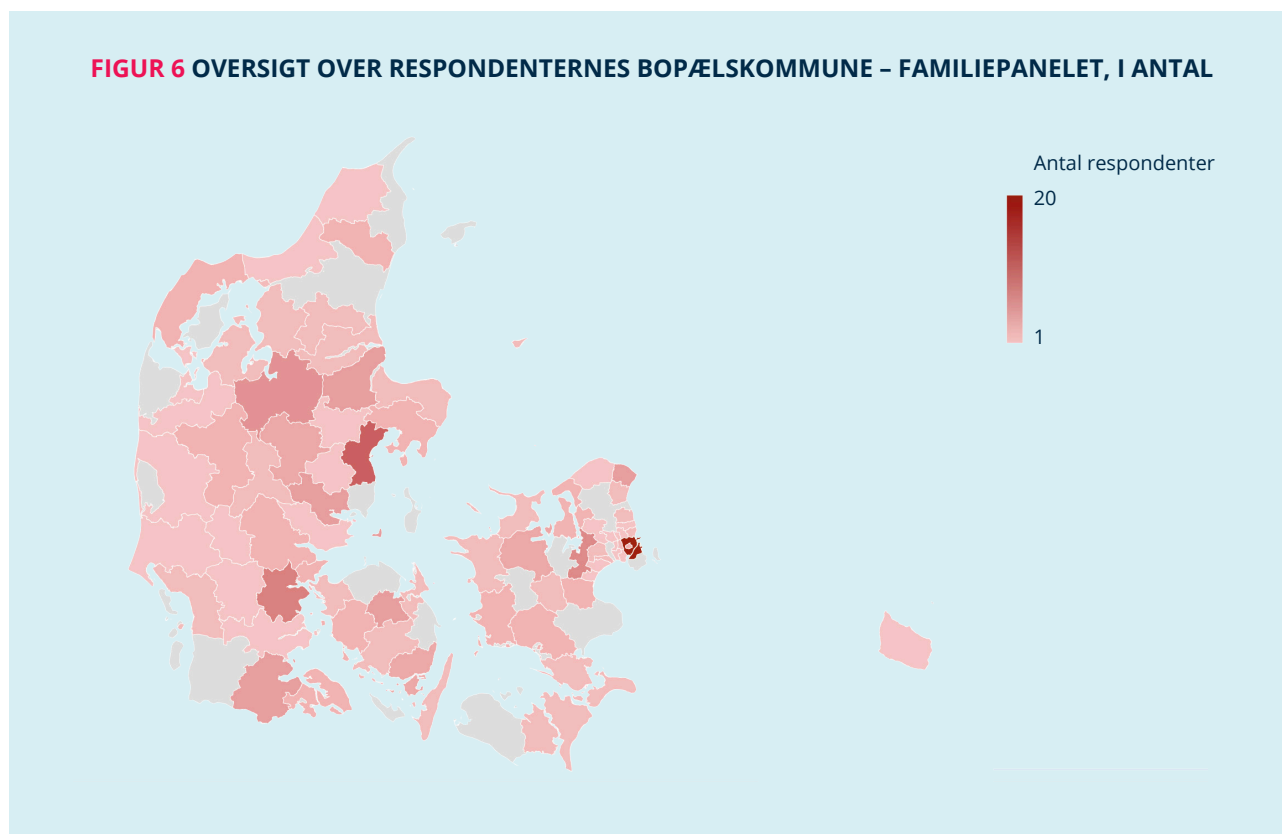 FIGUR 6 OVERSIGT OVER RESPONDENTERNES BOPÆLSKOMMUNE – FAMILIEPANELET, I ANTAL
Antal respondenter
20
1